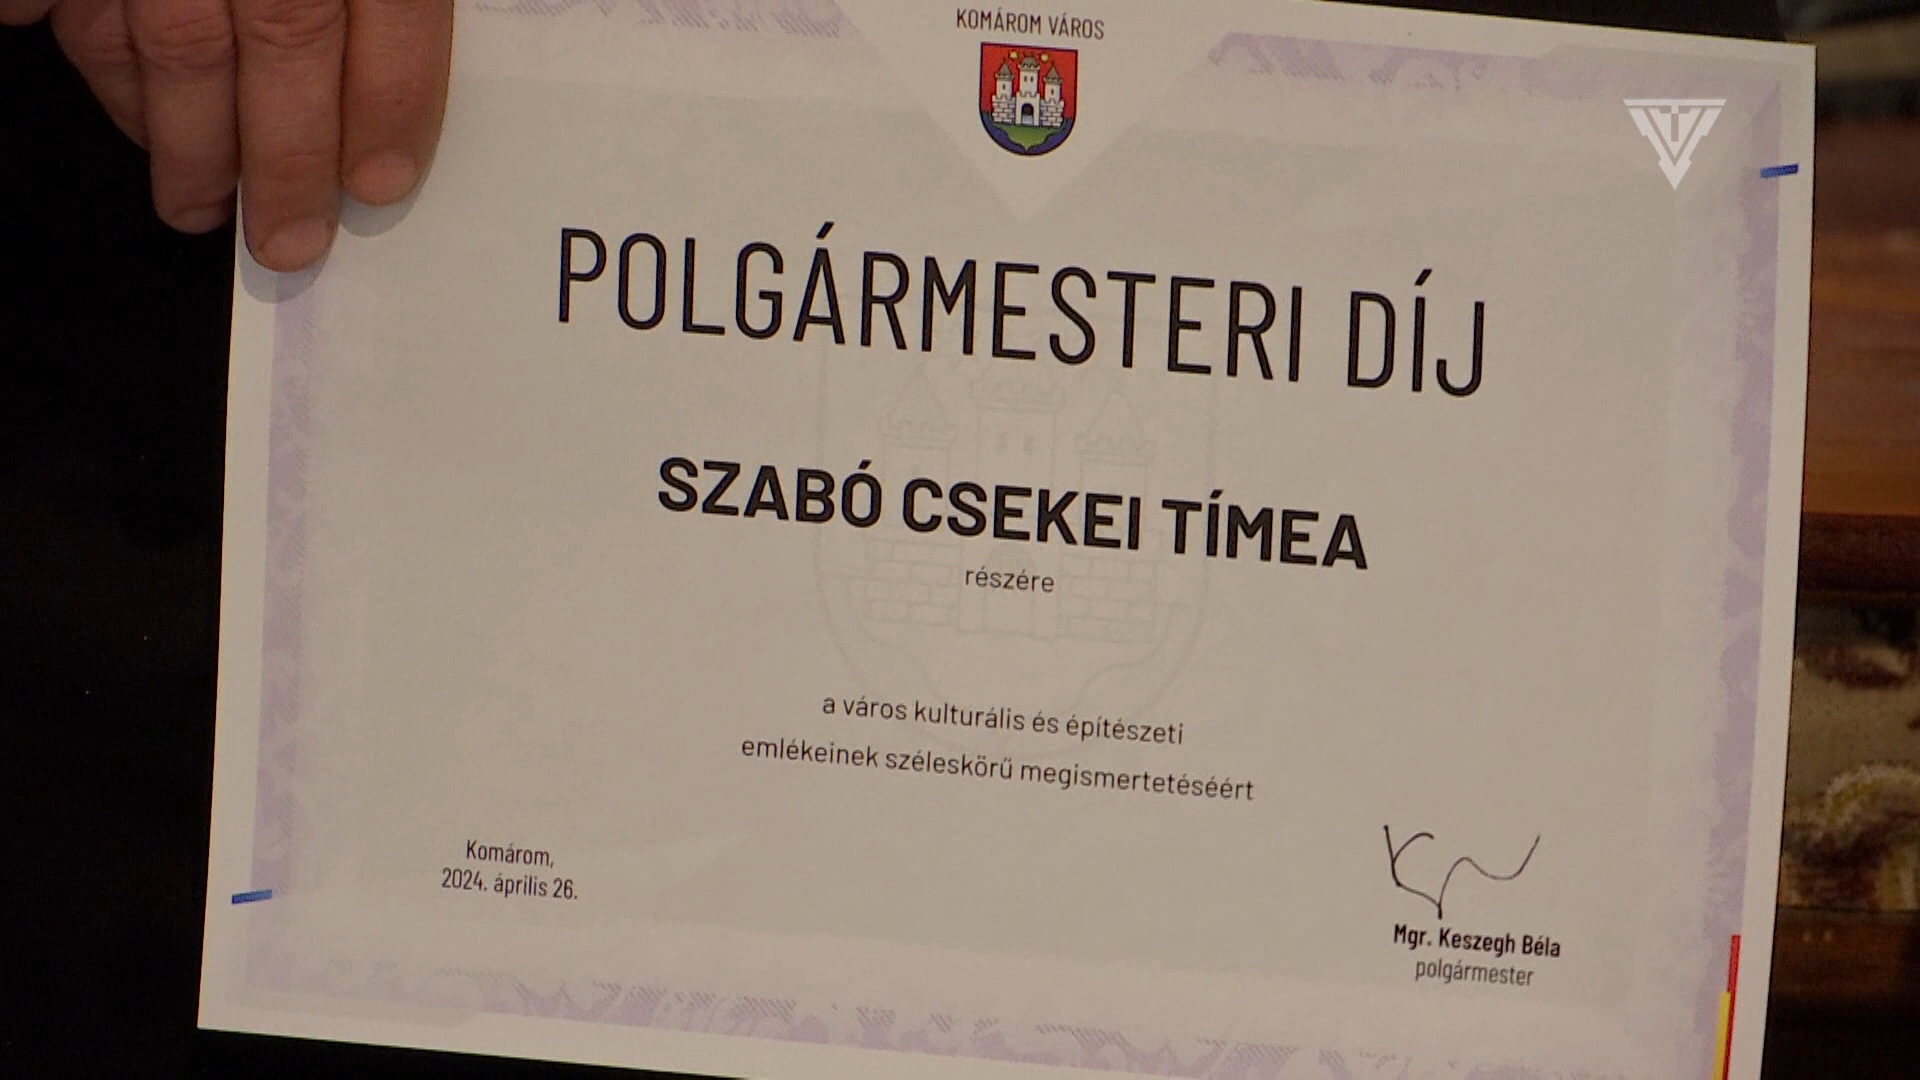 KOMÁROM VÁROS
POLGÁRMESTERI DÍJ
SZABÓ CSEKEI TÍMEA
részére
a város kulturális és építészeti
emlékeinek széleskörű megismertetéséért
Komárom,
2024. április 26.
Mgr. Keszegh Béla
polgármester